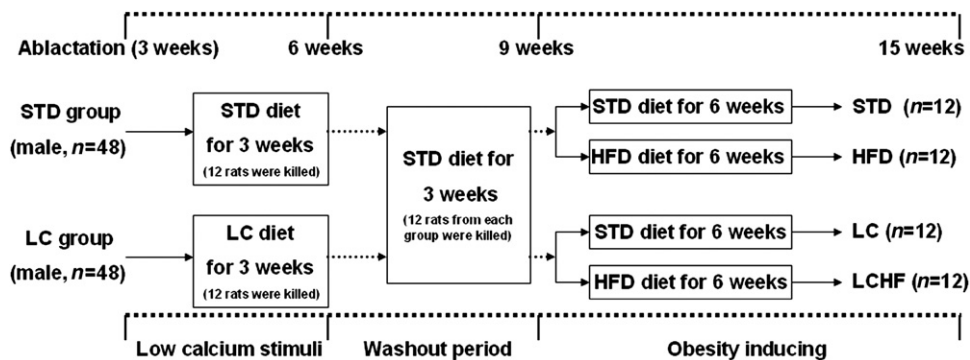 Ablactation (3 weeks) 6 weeks 9 weeks 15 weeks
STD group
(male, n=48)
STD diet
for 3 weeks
(12 rats were killed)
LC group
(male, n=48)
LC diet
for 3 weeks
(12 rats were killed)
STD diet for
3 weeks
(12 rats from each
group were killed)
STD diet for 6 weeks STD (n=12)
HFD diet for 6 weeks HFD (n=12)
STD diet for 6 weeks LC (n=12)
HFD diet for 6 weeks LCHF (n=12)
Low calcium stimuli Washout period Obesity inducing